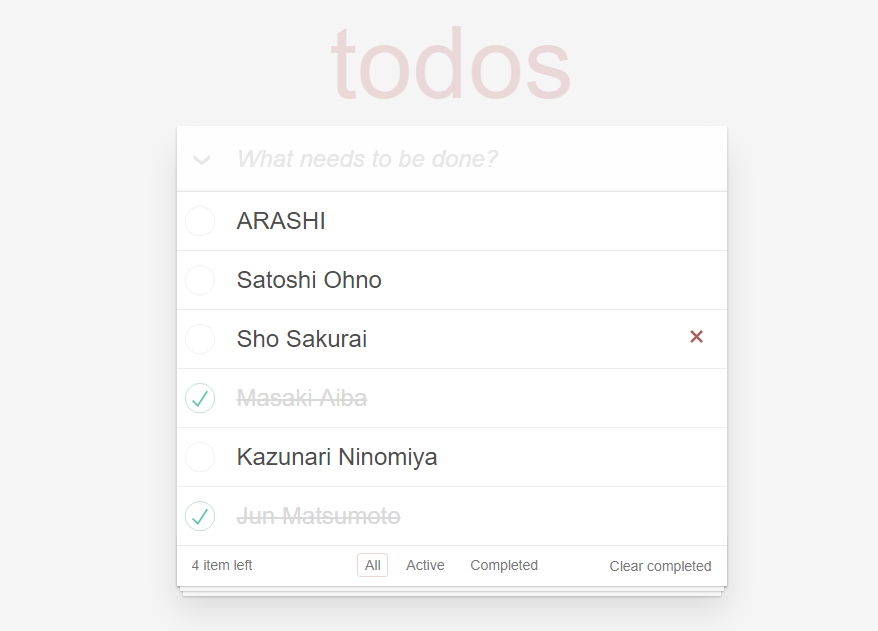 todos
What needs to be done?
ARASHI
Satoshi Ohno
Sho Sakurai
Masaki Aiba
Kazunari Ninomiya
Jun Matsumoto
4 item left All Active Completed Clear completed